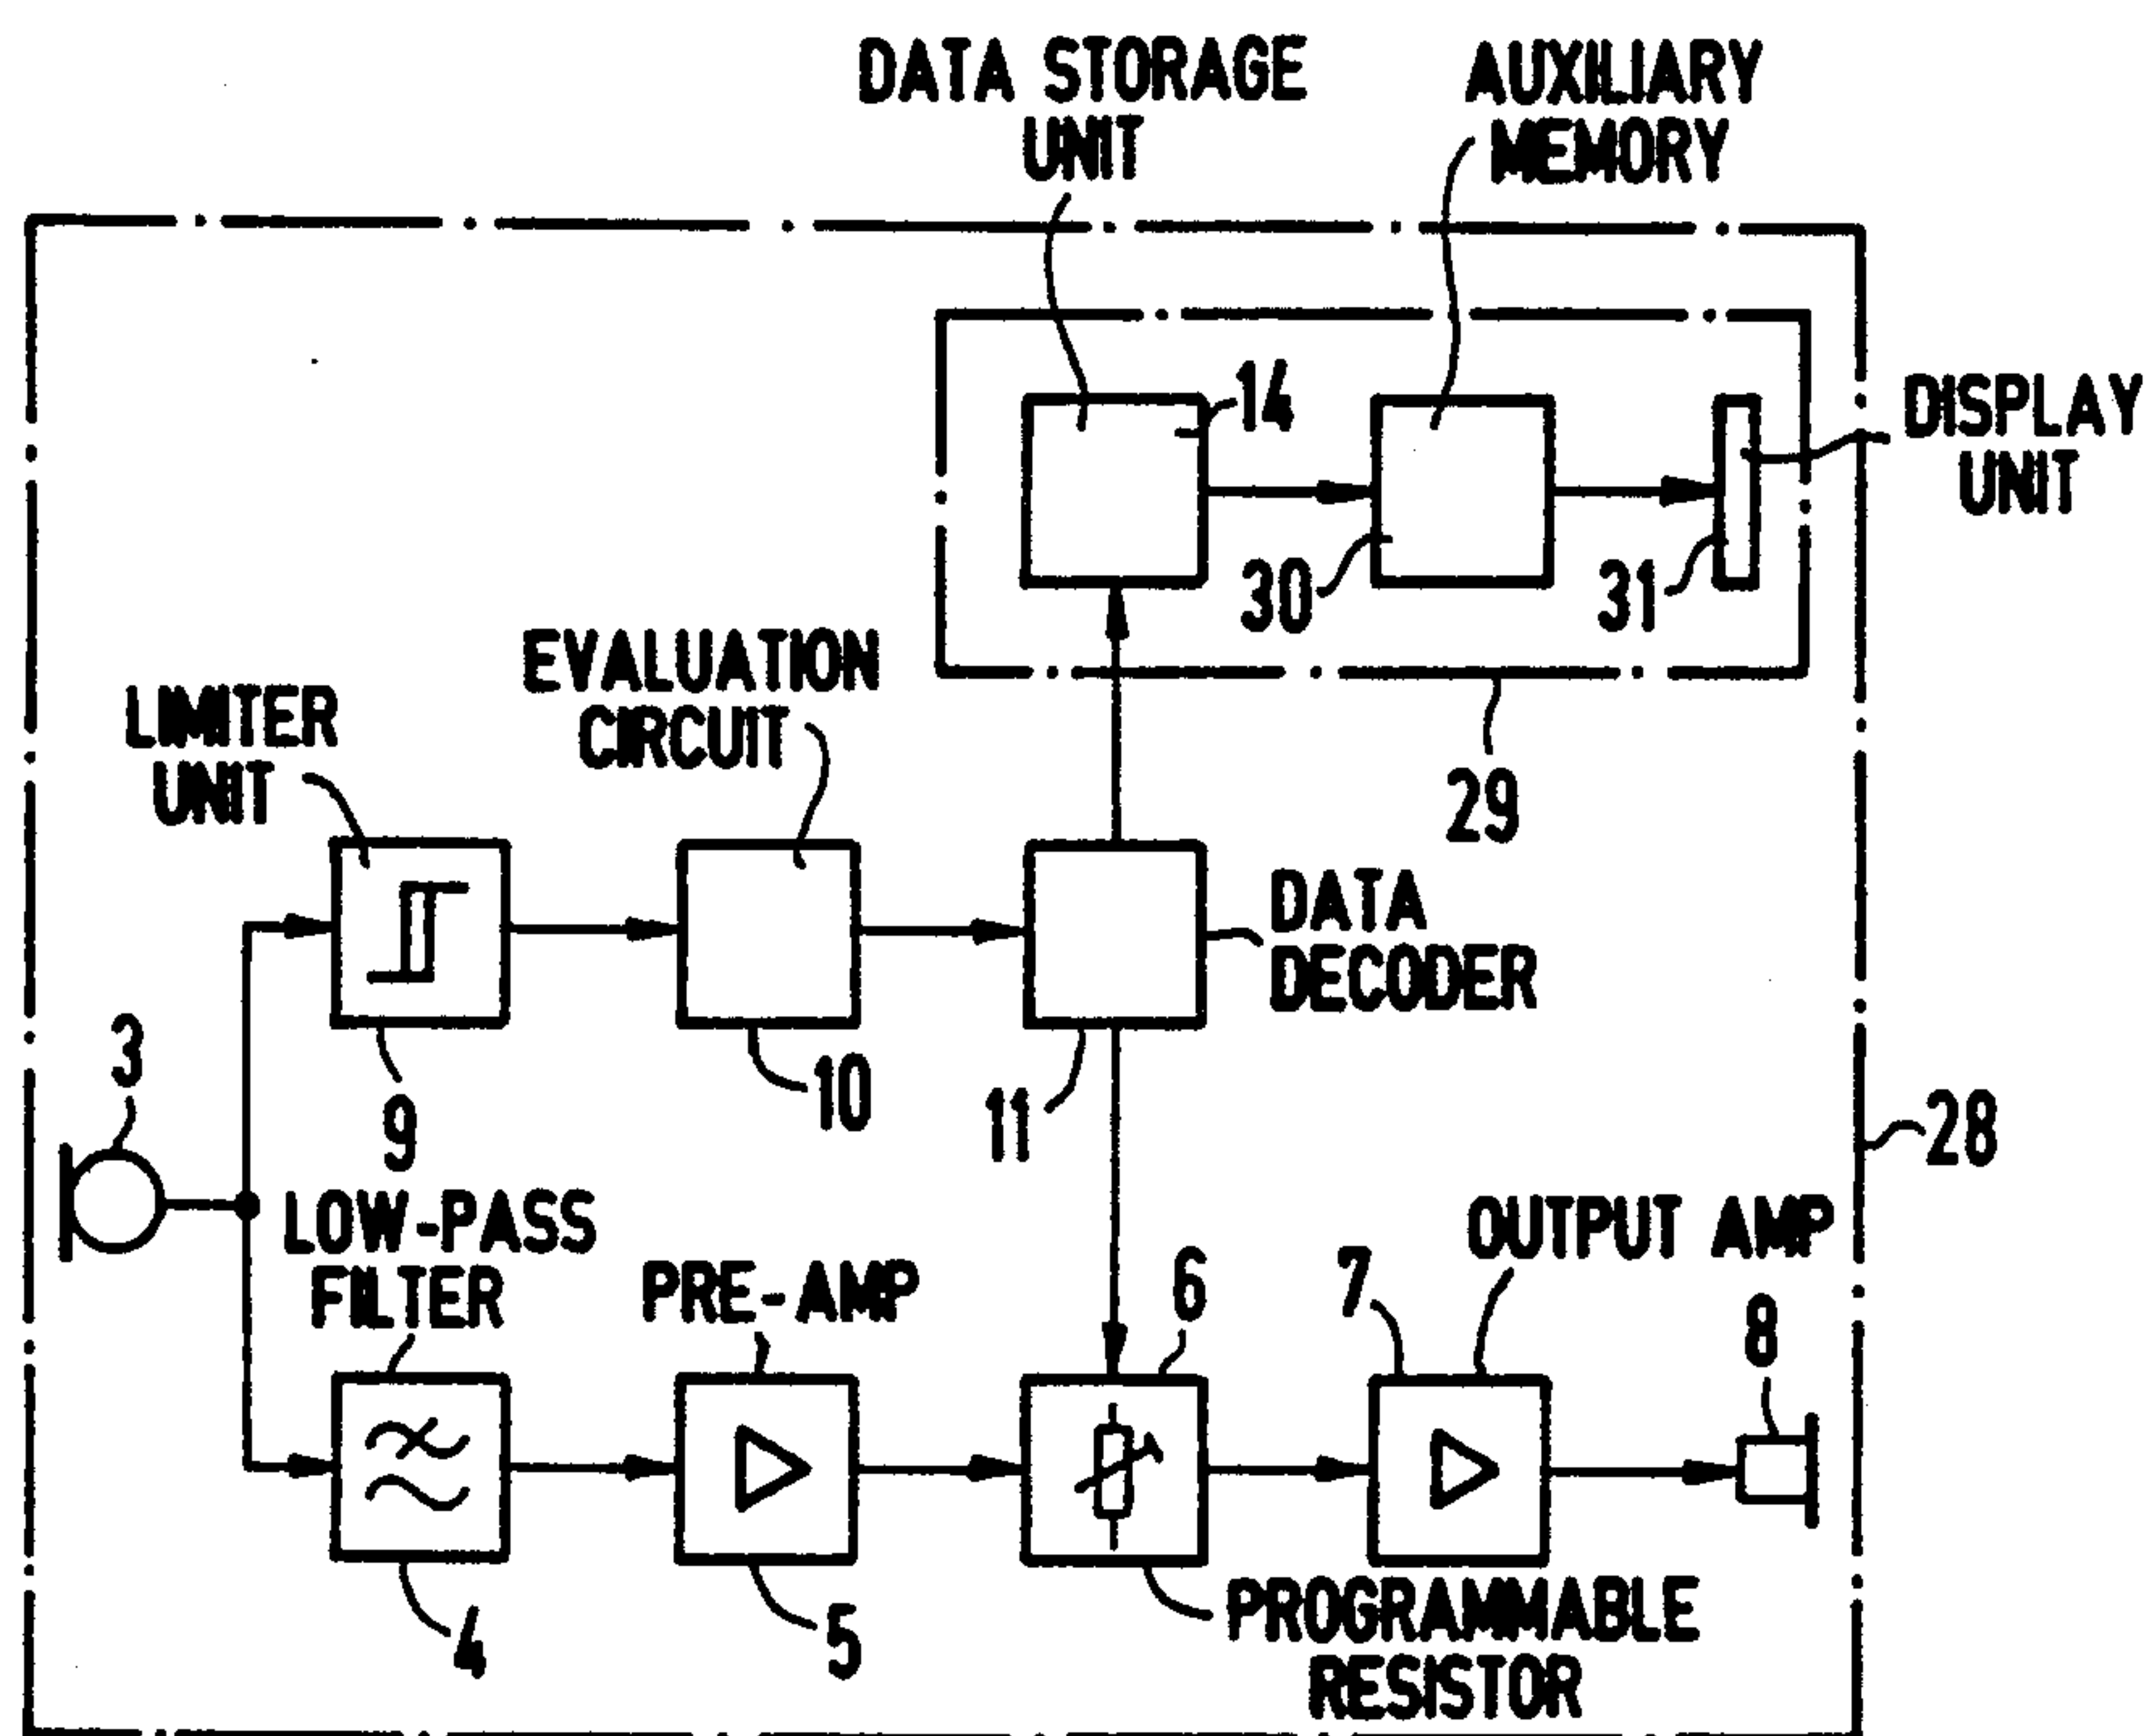 DATA STORAGE
UNIT
AUXILIARY
MEMORY
14
DISPLAY
UNIT
30
31
29
EVALUATION
CIRCUIT
LIMITER
UNIT
DATA
DECODER
3
9
10
11
28
LOW-PASS
FILTER
PRE-AMP
6
7
OUTPUT AMP
8
4
5
PROGRAMMABLE
RESISTOR